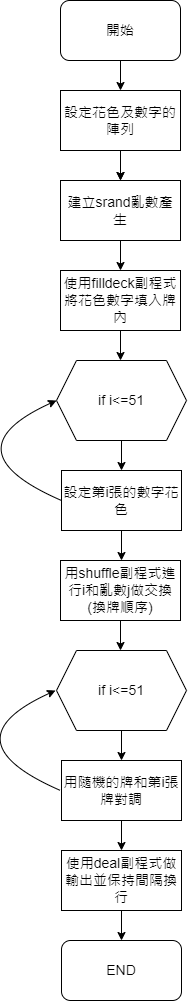 開始
設定花色及數字的
陣列
建立srand亂數產
生
使用filldeck副程式
將花色數字填入牌
內
if i<=51
設定第i張的數字花
色
用shuffle副程式進
行i和亂數j做交換
(換牌順序)
if i<=51
用隨機的牌和第i張
牌對調
使用deal副程式做
輸出並保持間隔換
行
END